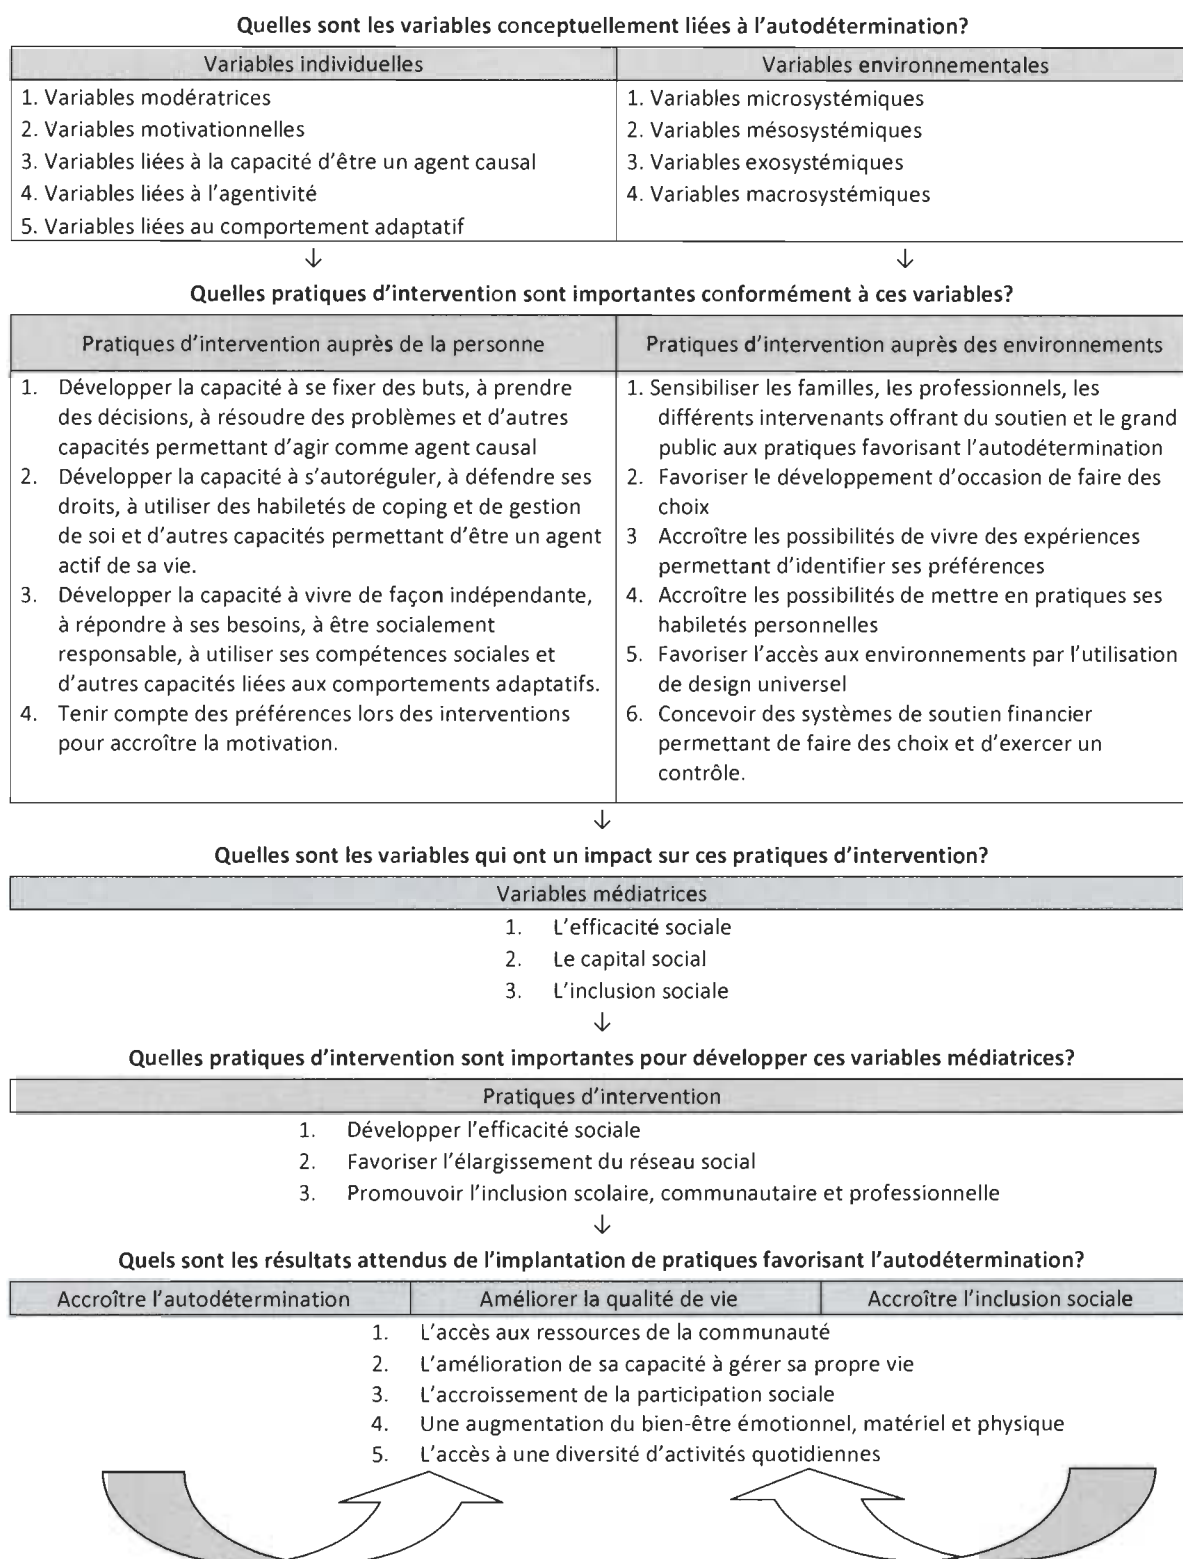 Quelles sont les variables conceptuellement liées à l'autodétermination?
Variables individuelles
1. Variables modératrices
2. Variables motivationnelles
3. Variables liées à la capacité d'être un agent causal
4. Variables liées à l'agentivité
5. Variables liées au comportement adaptatif
Variables environnementales
1. Variables microsystémiques
2. Variables mésosystémiques
3. Variables exosystémiques
4. Variables macrosystémiques
↓ ↓
Quelles pratiques d'intervention sont importantes conformément à ces variables?
Pratiques d'intervention auprès de la personne
1. Développer la capacité à se fixer des buts, à prendre
des décisions, à résoudre des problèmes et d'autres
capacités permettant d'agir comme agent causal
2. Développer la capacité à s'autoréguler, à défendre ses
droits, à utiliser des habiletés de coping et de gestion
de soi et d'autres capacités permettant d'être un agent
actif de sa vie.
3. Développer la capacité à vivre de façon indépendante,
à répondre à ses besoins, à être socialement
responsable, à utiliser ses compétences sociales et
d'autres capacités liées aux comportements adaptatifs.
4. Tenir compte des préférences lors des interventions
pour accroître la motivation.
Pratiques d'intervention auprès des environnements
1. Sensibiliser les familles, les professionnels, les
différents intervenants offrant du soutien et le grand
public aux pratiques favorisant l'autodétermination
2. Favoriser le développement d'occasion de faire des
choix
3 Accroître les possibilités de vivre des expériences
permettant d'identifier ses préférences
4. Accroître les possibilités de mettre en pratiques ses
habiletés personnelles
5. Favoriser l'accès aux environnements par l'utilisation
de design universel
6. Concevoir des systèmes de soutien financier
permettant de faire des choix et d'exercer un
contrôle.
↓
Quelles sont les variables qui ont un impact sur ces pratiques d'intervention?
Variables médiatrices
1. L'efficacité sociale
2. Le capital social
3. L'inclusion sociale
↓
Quelles pratiques d'intervention sont importantes pour développer ces variables médiatrices?
Pratiques d'intervention
1. Développer l'efficacité sociale
2. Favoriser l'élargissement du réseau social
3. Promouvoir l'inclusion scolaire, communautaire et professionnelle
↓
Quels sont les résultats attendus de l'implantation de pratiques favorisant l'autodétermination?
Accroître l'autodétermination
Améliorer la qualité de vie
Accroître l'inclusion sociale
1. L'accès aux ressources de la communauté
2. L'amélioration de sa capacité à gérer sa propre vie
3. L'accroissement de la participation sociale
4. Une augmentation du bien-être émotionnel, matériel et physique
5. L'accès à une diversité d'activités quotidiennes